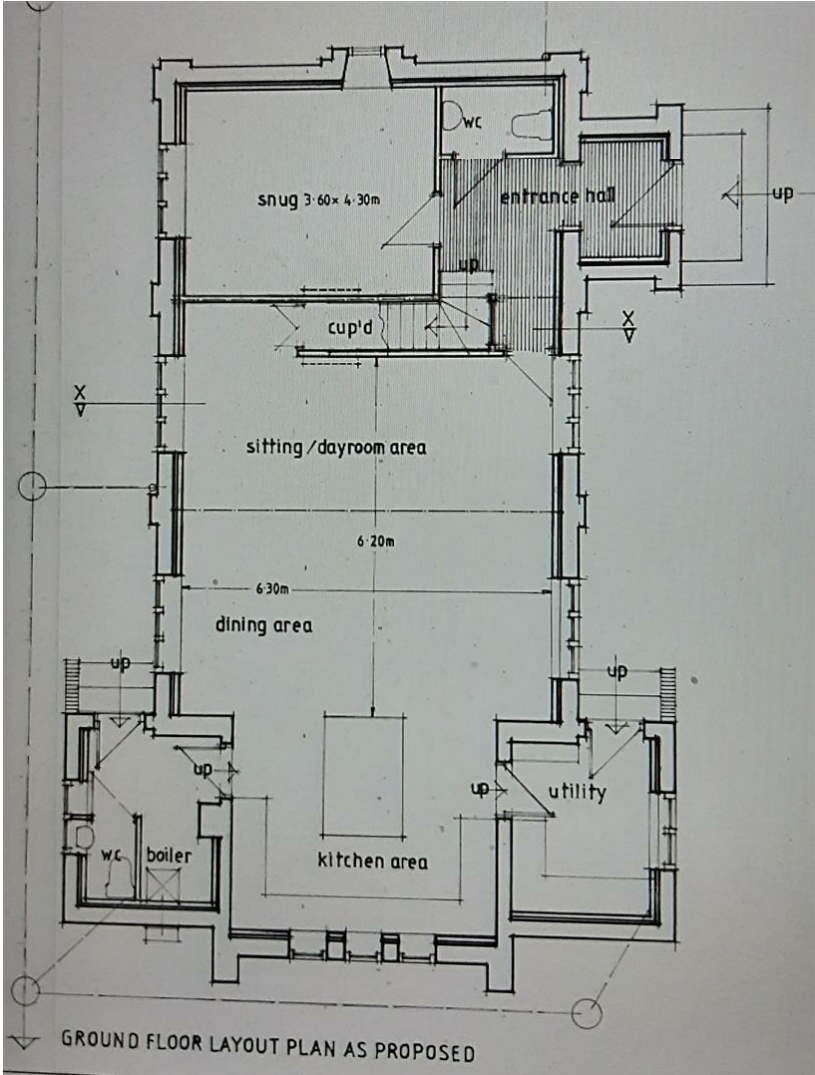 wc
snug 3·60 × 4·30m
entrance hall
up
up
cup'd
X
X
sitting/dayroom area
6·20m
6·30m
dining area
up
up
up
up
utility
wc
boiler
kitchen area
GROUND FLOOR LAYOUT PLAN AS PROPOSED